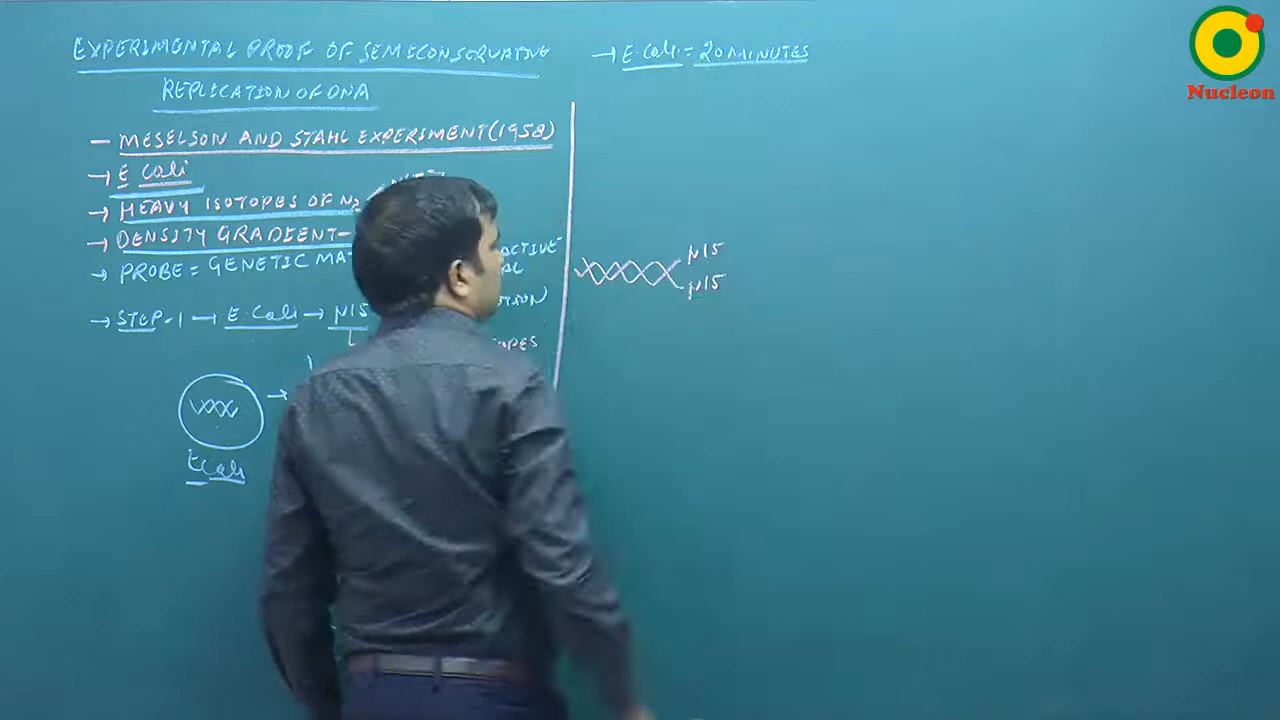 EXPERIMENTAL PROOF OF SEMICONSERVATIVE
REPLICATION OF DNA
- MESELSON AND STAHL EXPERIMENT (1958)
→ E Coli
→ HEAVY ISOTOPES OF N2
→ DENSITY GRADIENT-
→ PROBE = GENETIC
→ STEP-1 → E Coli → N15
E Coli
→ E. Coli = 20 MINUTES
N15
N15
Nucleon